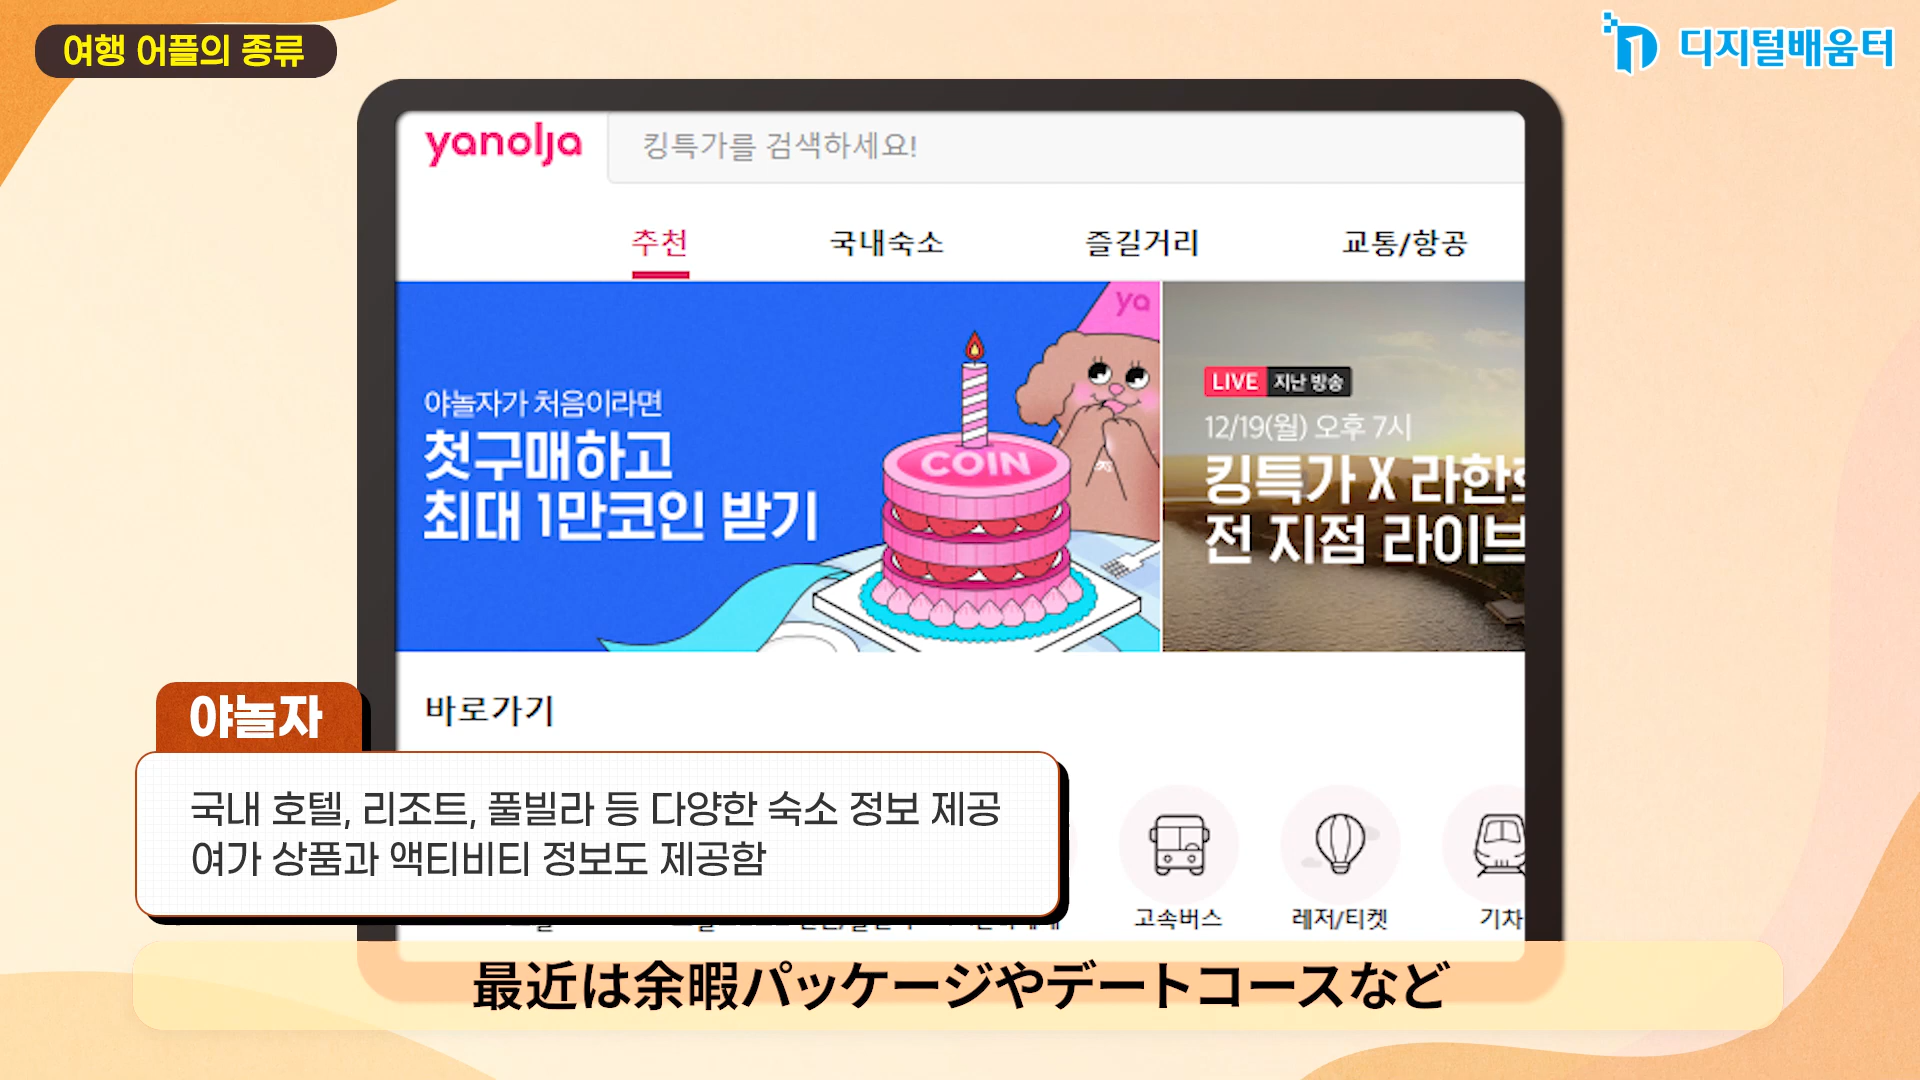 여행 어플의 종류
디지털배움터
yanolja
킹특가를 검색하세요!
추천 국내숙소 즐길거리 교통/항공
ya
야놀자가 처음이라면
첫구매하고
최대 1만코인 받기
COIN
LIVE 지난 방송
12/19(월) 오후 7시
킹특가 X 라한
전 지점 라이브
바로가기
야놀자
국내 호텔, 리조트, 풀빌라 등 다양한 숙소 정보 제공
여가 상품과 액티비티 정보도 제공함
고속버스 레저/티켓 기차
最近は余暇パッケージやデートコースなど